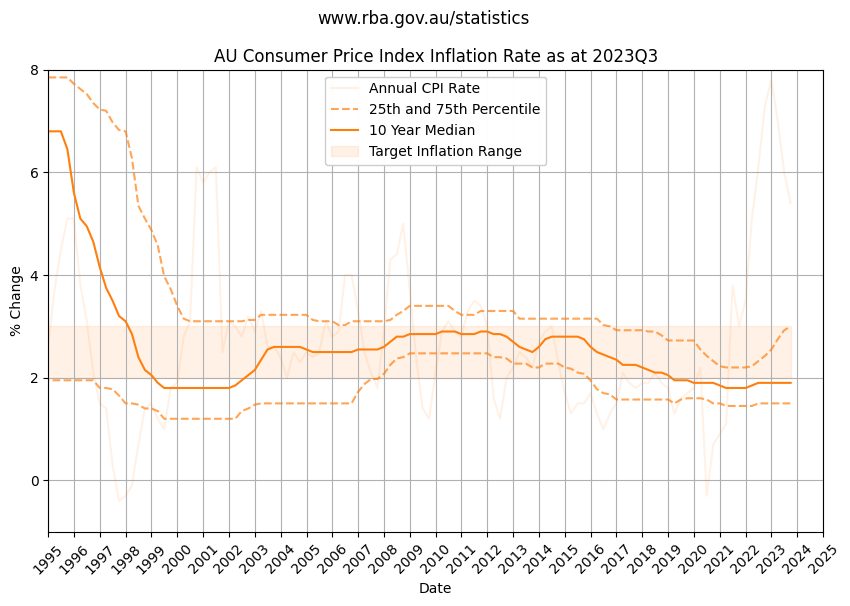 www.rba.gov.au/statistics
AU Consumer Price Index Inflation Rate as at 2023Q3
Annual CPI Rate
25th and 75th Percentile
10 Year Median
Target Inflation Range
% Change
8
6
4
2
0
1995 1996 1997 1998 1999 2000 2001 2002 2003 2004 2005 2006 2007 2008 2009 2010 2011 2012 2013 2014 2015 2016 2017 2018 2019 2020 2021 2022 2023 2024 2025
Date